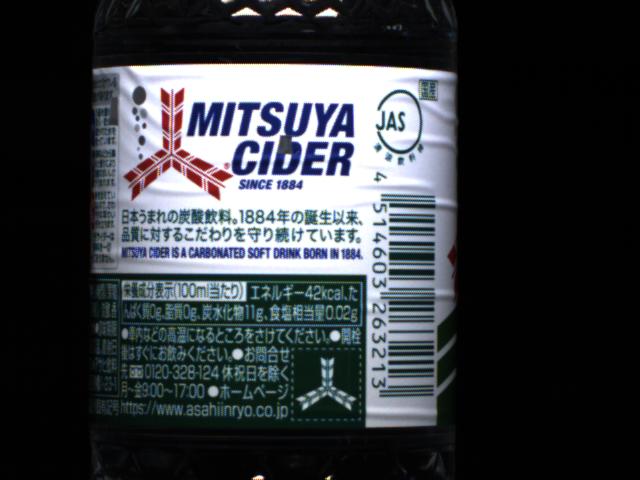 MITSUYA
CIDER®
SINCE 1884
JAS
日本うまれの炭酸飲料。1884年の誕生以来、
品質に対するこだわりを守り続けています。
MITSUYA CIDER IS A CARBONATED SOFT DRINK BORN IN 1884.
栄養成分表示(100ml当たり) エネルギー42kcal、た
んぱく質0g、脂質0g、炭水化物11g、食塩相当量0.02g
●車内などの高温になるところをさけてください。●開栓
後はすぐにお飲みください。●お問合せ
0120-328-124 休祝日を除く
月～金9:00～17:00 ●ホームページ
https://www.asahiinryo.co.jp
4 514603 263213